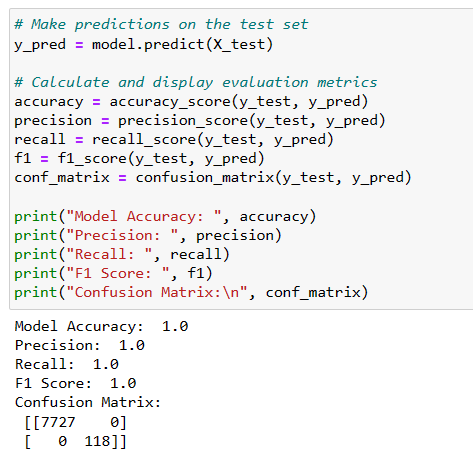 # Make predictions on the test set
y_pred = model.predict(X_test)
# Calculate and display evaluation metrics
accuracy = accuracy_score(y_test, y_pred)
precision = precision_score(y_test, y_pred)
recall = recall_score(y_test, y_pred)
f1 = f1_score(y_test, y_pred)
conf_matrix = confusion_matrix(y_test, y_pred)
print("Model Accuracy: ", accuracy)
print("Precision: ", precision)
print("Recall: ", recall)
print("F1 Score: ", f1)
print("Confusion Matrix:\n", conf_matrix)
Model Accuracy:  1.0
Precision:  1.0
Recall:  1.0
F1 Score:  1.0
Confusion Matrix:
 [[7727    0]
 [   0  118]]